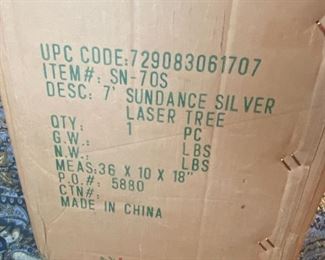 UPC CODE:729083061707
ITEM#: SN-70S
DESC: 7' SUNDANCE SILVER
LASER TREE
QTY: 1 PC
G.W.: LBS
N.W.: LBS
MEAS:36 X 10 X 18"
P.O.#: 5880
CTN#:
MADE IN CHINA